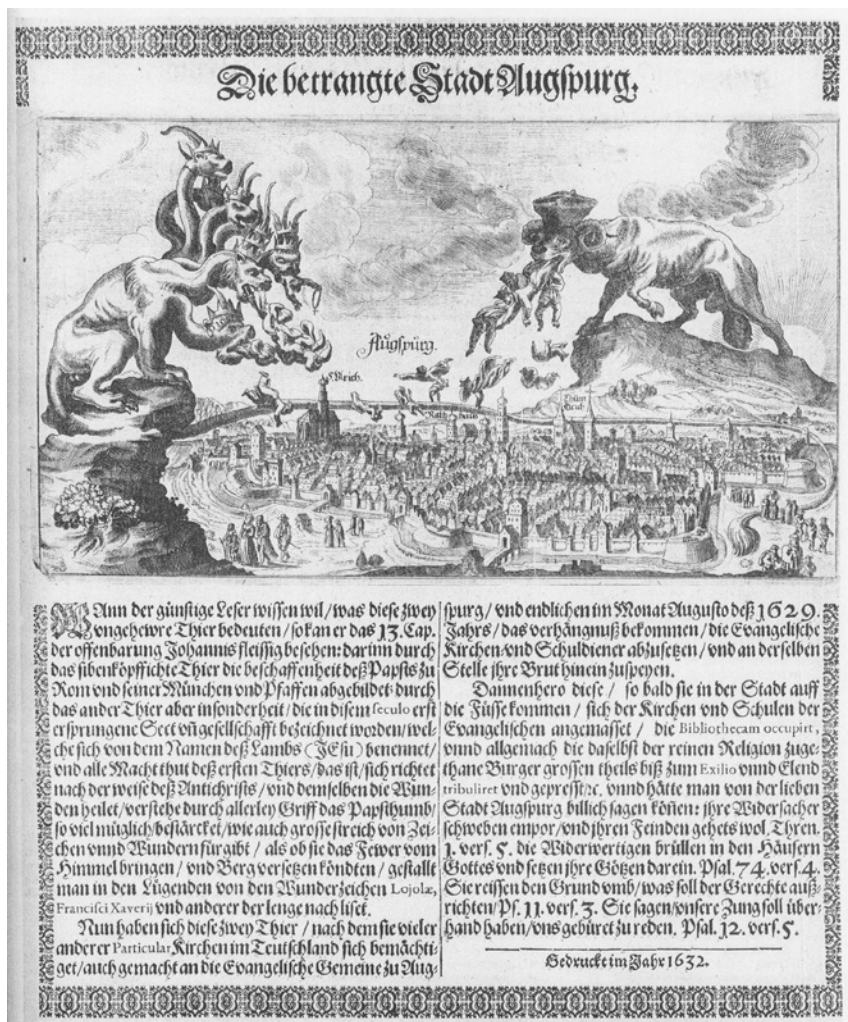 Die betrangte Stadt Augspurg.
Augspurg.
S. Vlrich.
Rath hauß
Thum Kirch
WAnn der günstige Leser wissen wil / was diese zwey
vngehewre Thier bedeuten / so kan er das 13. Cap.
der offenbarung Johannis fleissig besehen: darinn durch
das sibenköpffichte Thier die beschaffenheit deß Papsts zu
Rom vnd seiner München vnd Pfaffen abgebildet: durch
das ander Thier aber insonderheit / die in disem seculo erst
ersprungene Sect vñ gesellschafft bezeichnet worden / wel-
che sich von dem Namen deß Lambs (JEsu) benennet /
vnd alle Macht thut deß ersten Thiers / das ist / sich richtet
nach der weise deß Antichrists / vnd demselben die Wun-
den heilet / verstehe durch allerley Griff das Papsthumb /
so viel müglich / bestärcket / wie auch grosse streich von Zei-
chen vnnd Wundern fürgibt / als ob sie das Fewer vom
Himmel bringen / vnd Berg versetzen köndten / gestallt
man in den Lügenden von den Wunderzeichen Lojolæ,
Francisci Xaverij vnd anderer der lenge nach liset.
Nun haben sich diese zwey Thier / nach dem sie vieler
anderer Particular Kirchen im Teutschland sich bemächti-
get / auch gemacht an die Evangelische Gemeine zu Aug-
spurg / vnd endlichen im Monat Augusto deß 1629.
Jahrs / das verhängnuß bekommen / die Evangelische
Kirchen vnd Schuldiener abzusetzen / vnd an derselben
Stelle jhre Brut hinein zuspeyen.
Dannenhero diese / so bald sie in der Stadt auff
die Füsse kommen / sich der Kirchen vnd Schulen der
Evangelischen angemasset / die Bibliothecam occupirt,
vnnd allgemach die daselbst der reinen Religion zuge-
thane Burger grossen theils biß zum Exilio vnnd Elend
tribuliret vnd gepresst / ꝛc. vnnd hätte man von der lieben
Stadt Augspurg billich sagen köñen: jhre Widersacher
schweben empor / vnd jhren Feinden gehets wol, Thren.
1. vers. 5. die Widerwertigen brüllen in den Häusern
Gottes vnd setzen jhre Götzen darein. Psal. 74. vers. 4.
Sie reissen den Grund vmb / was soll der Gerechte auß-
richten / Ps. 11. vers. 3. Sie sagen / vnsere Zung soll über-
hand haben / vns gebüret zu reden. Psal. 12. vers. 5.
Gedruckt im Jahr 1632.